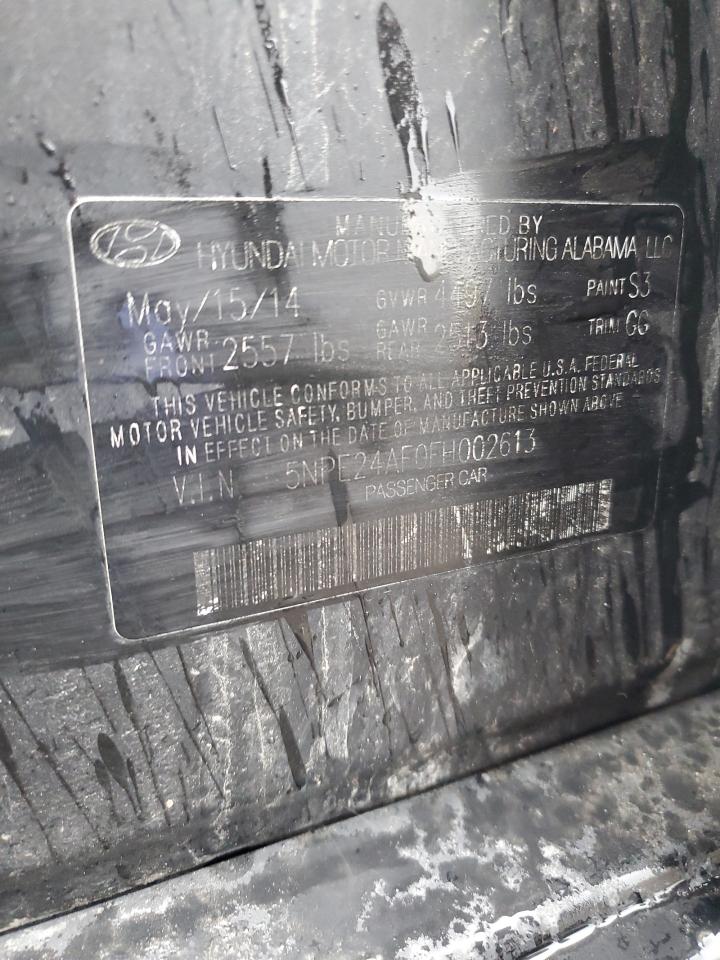 MANUFACTURED BY
HYUNDAI MOTOR MANUFACTURING ALABAMA, LLC
May/15/14 GVWR 4497 lbs PAINT S3
GAWR FRONT 2557 lbs GAWR REAR 2513 lbs TRIM GG
THIS VEHICLE CONFORMS TO ALL APPLICABLE U.S.A. FEDERAL
MOTOR VEHICLE SAFETY, BUMPER, AND THEFT PREVENTION STANDARDS
IN EFFECT ON THE DATE OF MANUFACTURE SHOWN ABOVE
V.I.N 5NPE24AF0FH002613
PASSENGER CAR